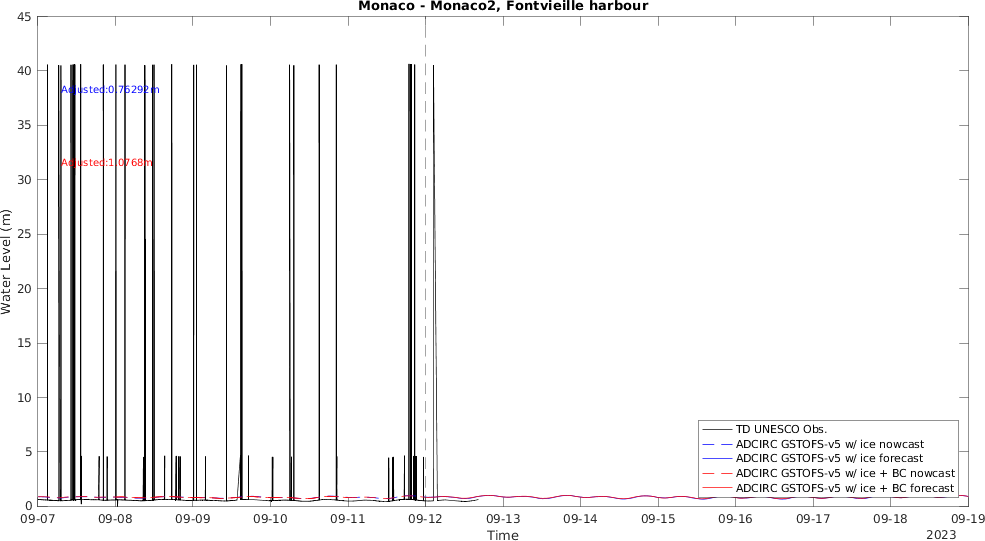 Monaco - Monaco2, Fontvieille harbour
45
40
35
30
25
20
15
10
5
0
Water Level (m)
Adjusted:0.76292m
Adjusted:1.0768m
TD UNESCO Obs.
ADCIRC GSTOFS-v5 w/ ice nowcast
ADCIRC GSTOFS-v5 w/ ice forecast
ADCIRC GSTOFS-v5 w/ ice + BC nowcast
ADCIRC GSTOFS-v5 w/ ice + BC forecast
09-07 09-08 09-09 09-10 09-11 09-12 09-13 09-14 09-15 09-16 09-17 09-18 09-19
Time
2023